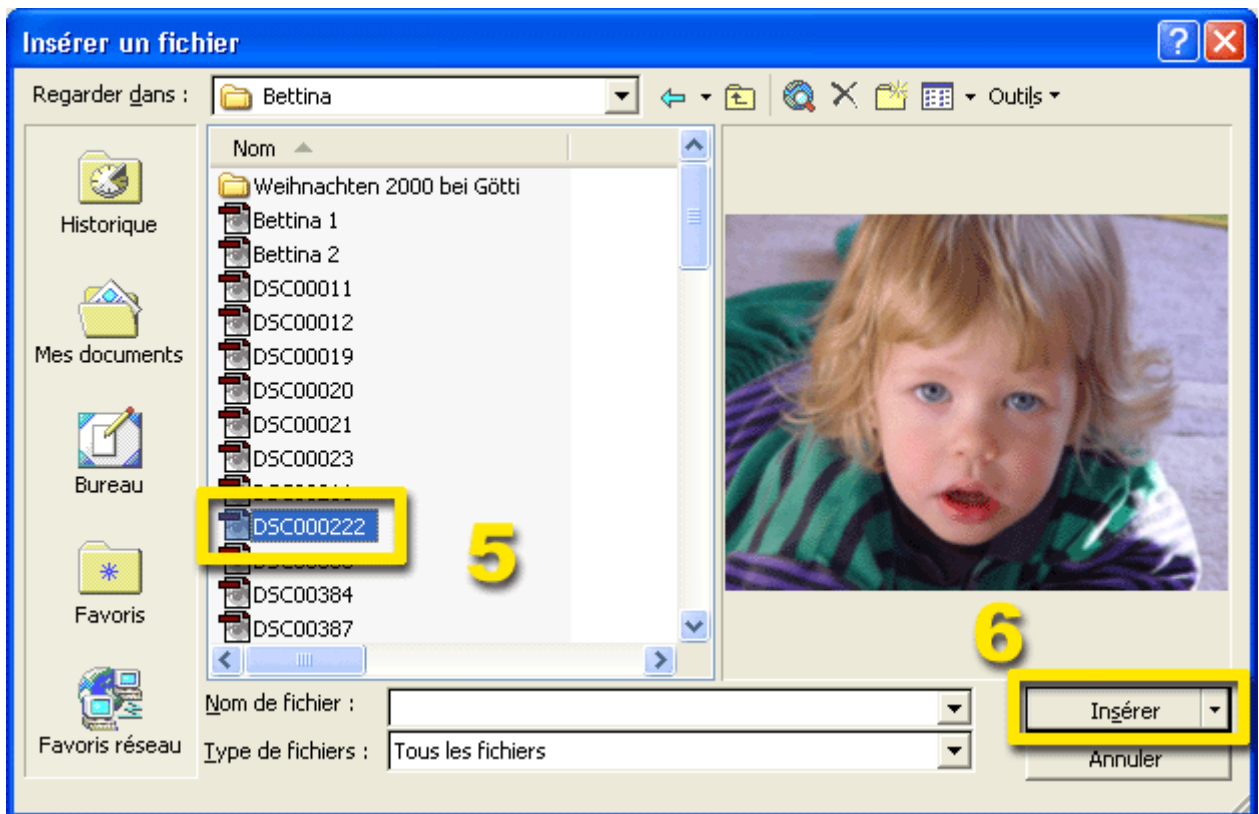 Insérer un fichier
Regarder dans :
Bettina
Outils
Historique
Mes documents
Bureau
Favoris
Favoris réseau
Nom
Weihnachten 2000 bei Götti
Bettina 1
Bettina 2
DSC00011
DSC00012
DSC00019
DSC00020
DSC00021
DSC00023
DSC000222
DSC00384
DSC00387
5
6
Nom de fichier :
Insérer
Type de fichiers :
Tous les fichiers
Annuler